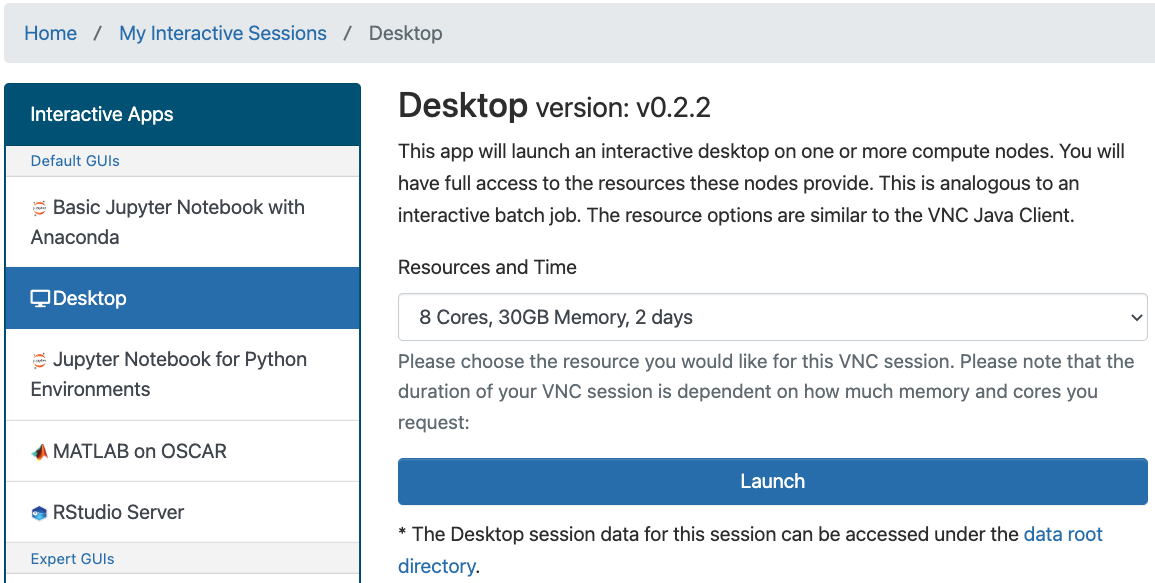 Home / My Interactive Sessions / Desktop
Interactive Apps
Default GUIs
Basic Jupyter Notebook with
Anaconda
Desktop
Jupyter Notebook for Python
Environments
MATLAB on OSCAR
RStudio Server
Expert GUIs
Desktop version: v0.2.2
This app will launch an interactive desktop on one or more compute nodes. You will
have full access to the resources these nodes provide. This is analogous to an
interactive batch job. The resource options are similar to the VNC Java Client.
Resources and Time
8 Cores, 30GB Memory, 2 days
Please choose the resource you would like for this VNC session. Please note that the
duration of your VNC session is dependent on how much memory and cores you
request:
Launch
* The Desktop session data for this session can be accessed under the data root
directory.